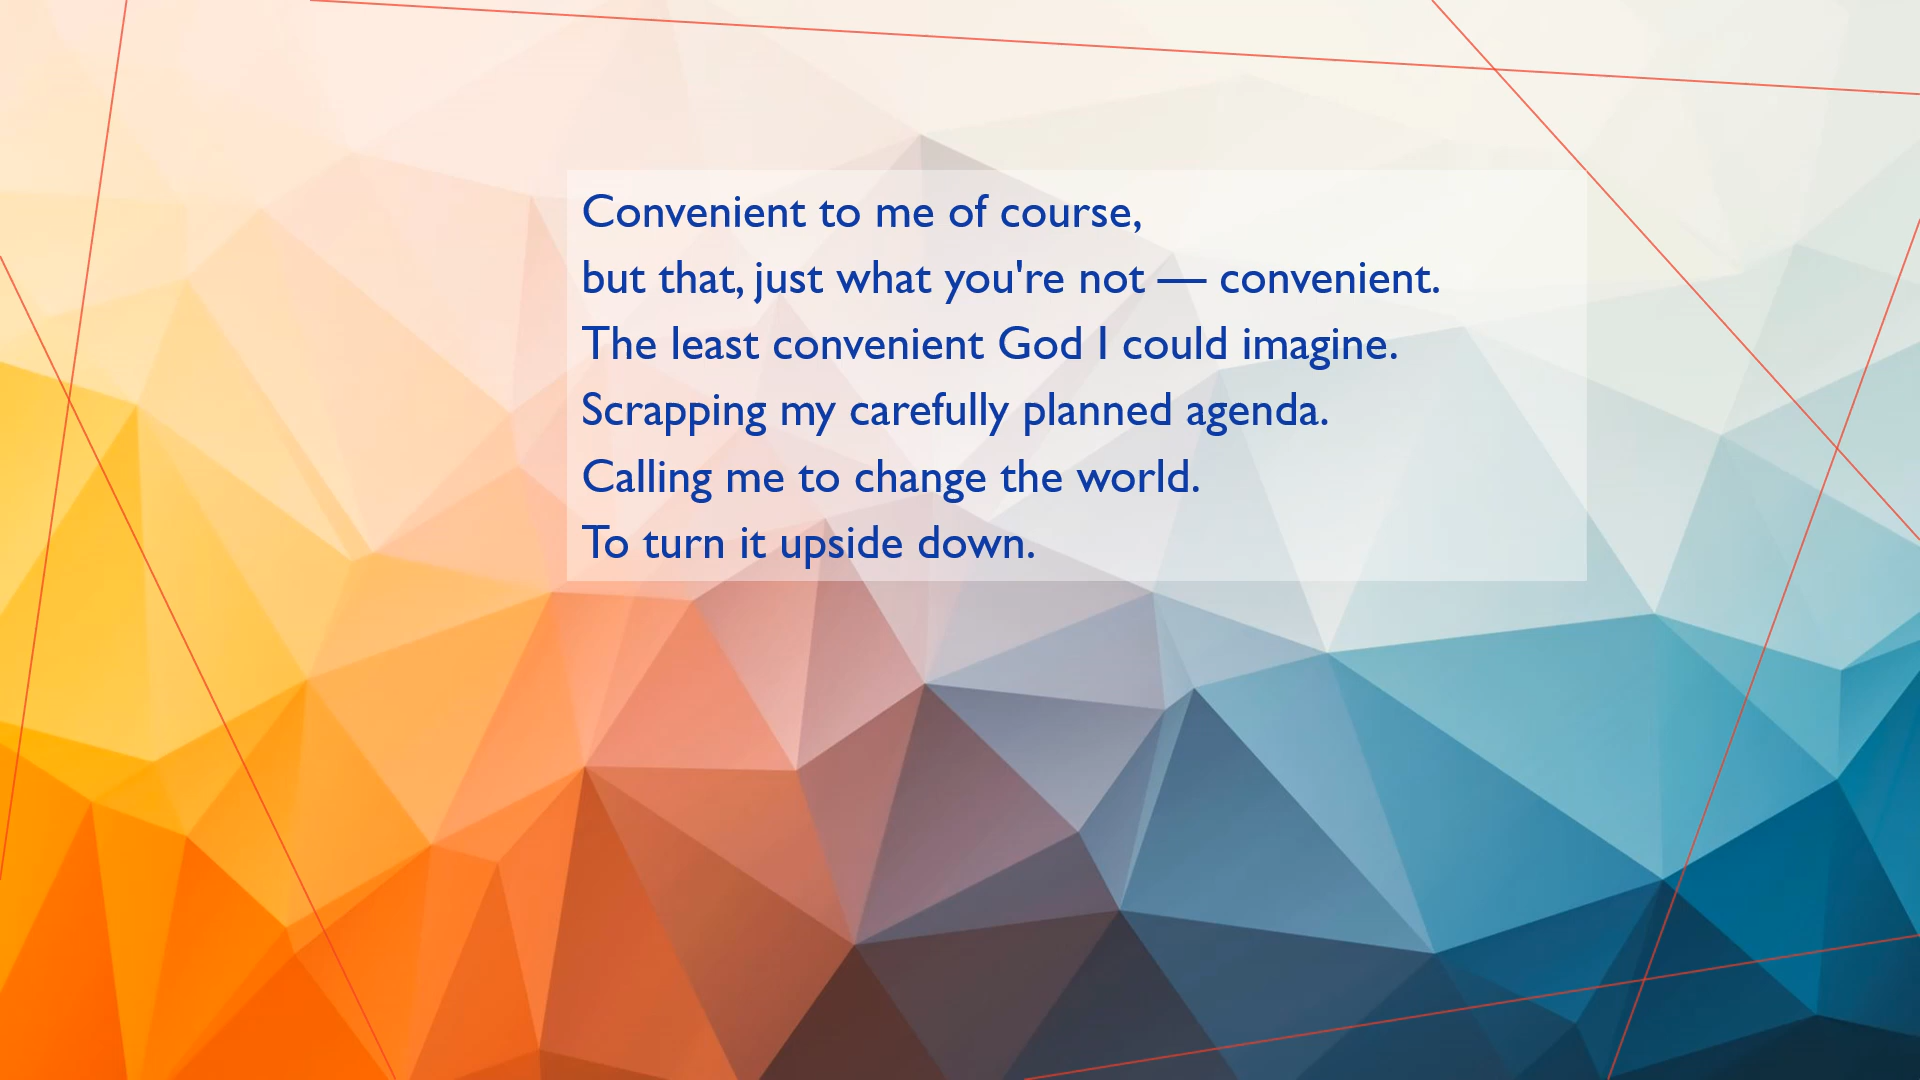 Convenient to me of course,
but that, just what you're not — convenient.
The least convenient God I could imagine.
Scrapping my carefully planned agenda.
Calling me to change the world.
To turn it upside down.